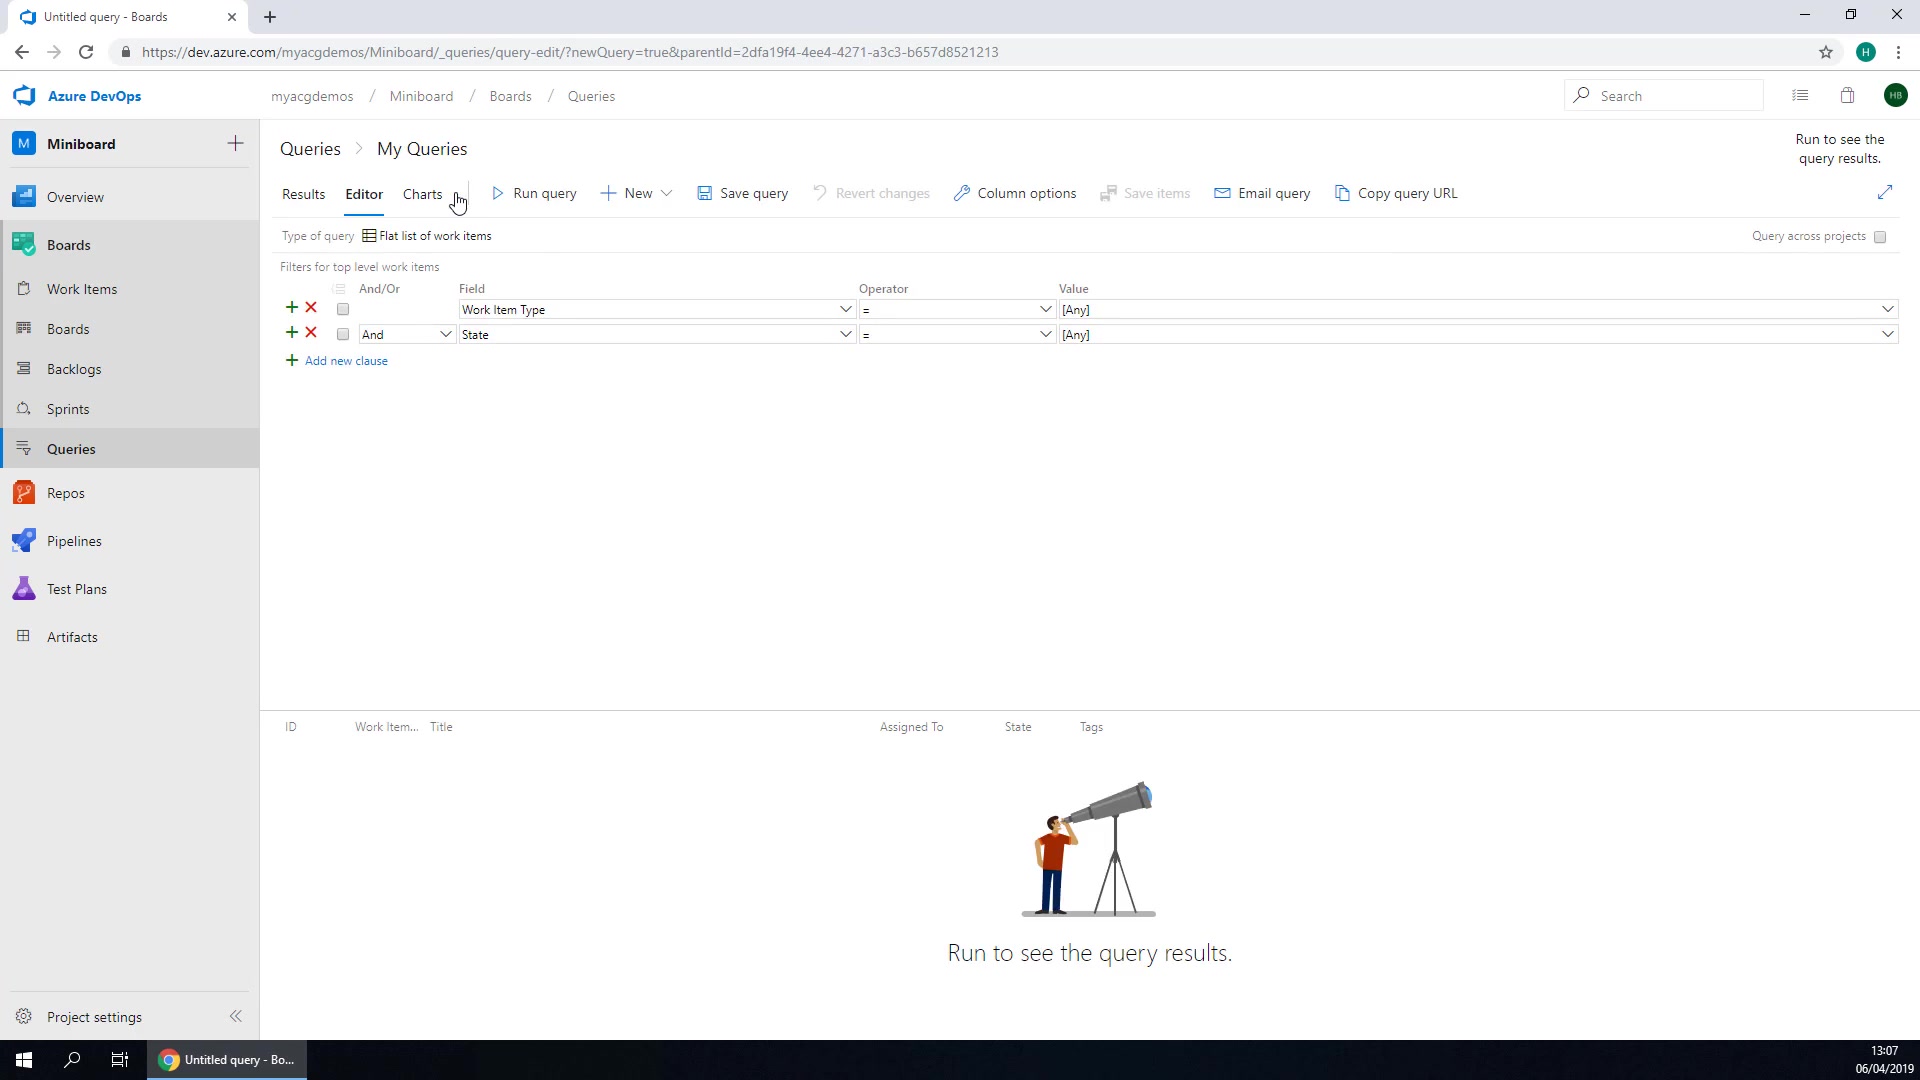 Untitled query - Boards
https://dev.azure.com/myacgdemos/Miniboard/_queries/query-edit/?newQuery=true&parentId=2dfa19f4-4ee4-4271-a3c3-b657d8521213
H
Azure DevOps
myacgdemos / Miniboard / Boards / Queries
Search
HB
M Miniboard
Overview
Boards
Work Items
Boards
Backlogs
Sprints
Queries
Repos
Pipelines
Test Plans
Artifacts
Project settings
Queries > My Queries
Run to see the
query results.
Results Editor Charts Run query New Save query Revert changes Column options Save items Email query Copy query URL
Type of query Flat list of work items Query across projects
Filters for top level work items
And/Or Field Operator Value
Work Item Type = [Any]
And State = [Any]
Add new clause
ID Work Item... Title Assigned To State Tags
Run to see the query results.
Untitled query - Bo...
13:07
06/04/2019